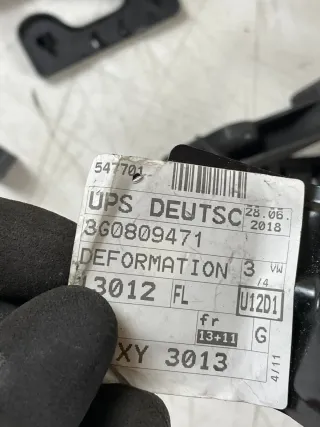 547701
UPS DEUTSC 28.06.
2018
3G0809471
DEFORMATION 3 VW
/4
13012 FL U12D1
fr
13+11 G
XY 3013 4/11